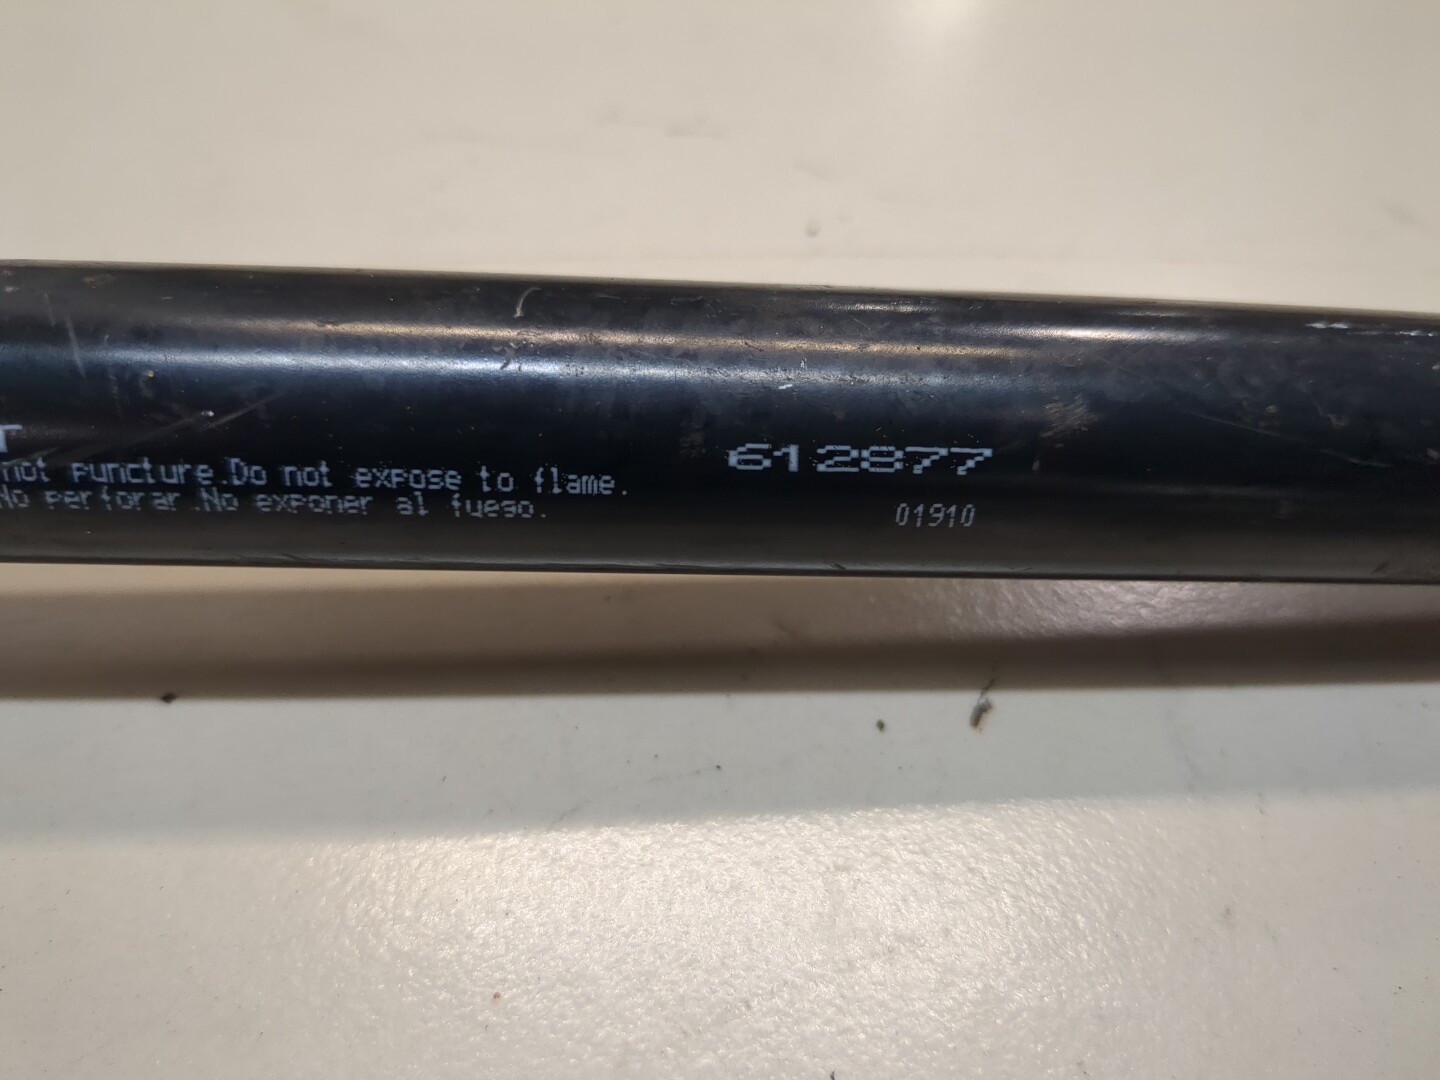 T
not puncture.Do not expose to flame.
No perforar.No exponer al fuego.
612877
01910